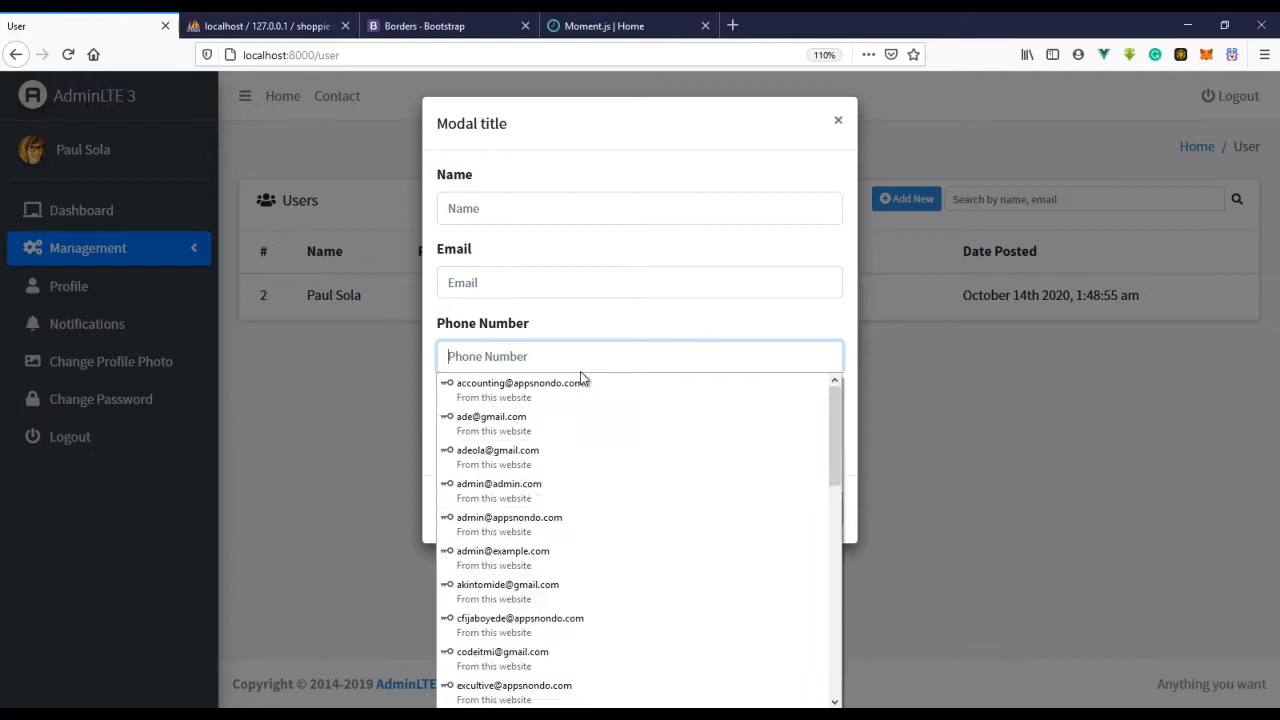 User
localhost / 127.0.0.1 / shoppie
Borders · Bootstrap
Moment.js | Home
localhost:8000/user
110%
AdminLTE 3
Home
Contact
Logout
Paul Sola
Dashboard
Management
Profile
Notifications
Change Profile Photo
Change Password
Logout
Home / User
Users
Add New
Search by name, email
#
Name
Date Posted
2
Paul Sola
October 14th 2020, 1:48:55 am
Modal title
×
Name
Name
Email
Email
Phone Number
Phone Number
accounting@appsnondo.com
From this website
ade@gmail.com
From this website
adeola@gmail.com
From this website
admin@admin.com
From this website
admin@appsnondo.com
From this website
admin@example.com
From this website
akintomide@gmail.com
From this website
cfijaboyede@appsnondo.com
From this website
codeitmi@gmail.com
From this website
excultive@appsnondo.com
From this website
Copyright © 2014-2019 AdminLTE
Anything you want